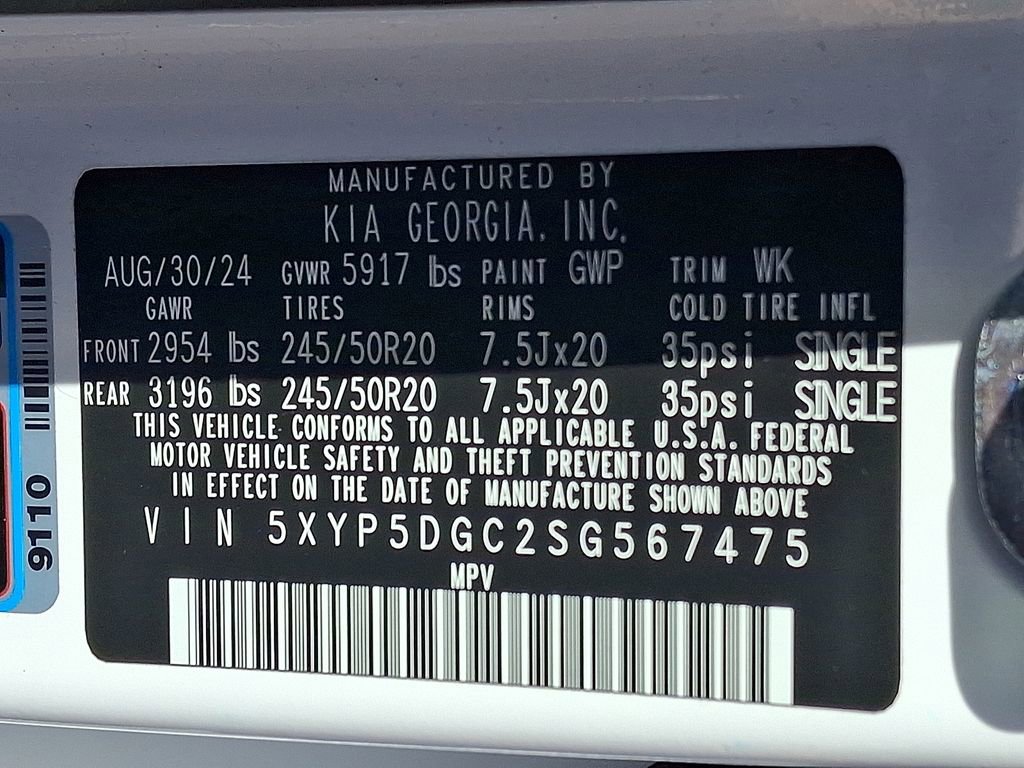 MANUFACTURED BY
KIA GEORGIA, INC.
AUG/30/24 GVWR 5917 lbs PAINT GWP TRIM WK
GAWR TIRES RIMS COLD TIRE INFL
FRONT 2954 lbs 245/50R20 7.5Jx20 35psi SINGLE
REAR 3196 lbs 245/50R20 7.5Jx20 35psi SINGLE
THIS VEHICLE CONFORMS TO ALL APPLICABLE U.S.A. FEDERAL
MOTOR VEHICLE SAFETY AND THEFT PREVENTION STANDARDS
IN EFFECT ON THE DATE OF MANUFACTURE SHOWN ABOVE
VIN 5XYP5DGC2SG567475
MPV
9110